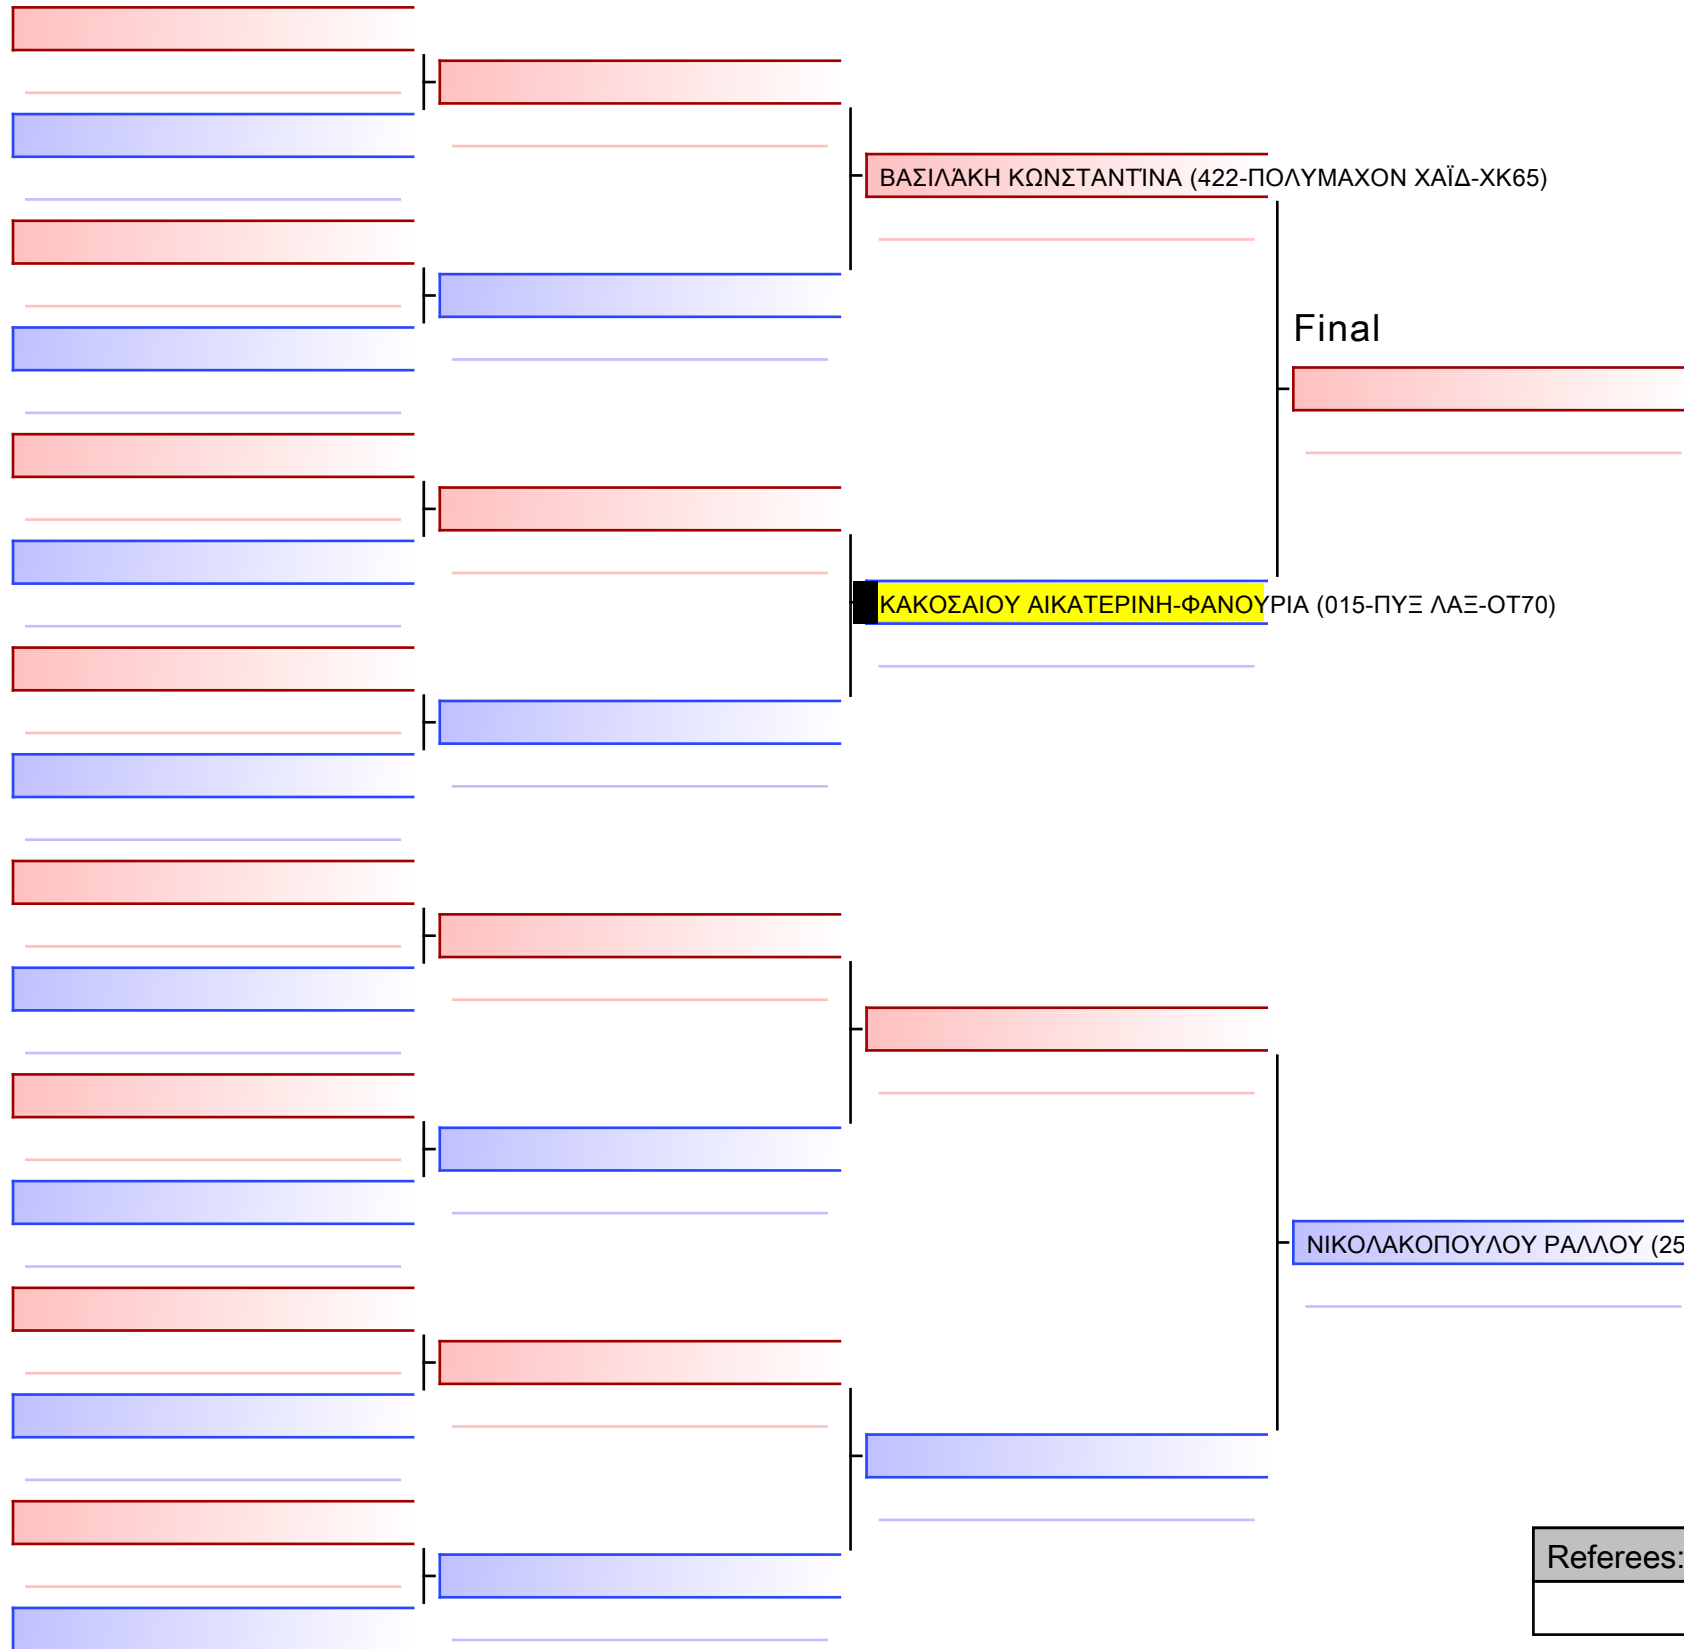 ΒΑΣΙΛΆΚΗ ΚΩΝΣΤΑΝΤΊΝΑ (422-ΠΟΛΥΜΑΧΟΝ ΧΑΪΔ-ΧΚ65)
Final
ΚΑΚΟΣΑΙΟΥ ΑΙΚΑΤΕΡΙΝΗ-ΦΑΝΟΥΡΙΑ (015-ΠΥΞ ΛΑΞ-ΟΤ70)
ΝΙΚΟΛΑΚΟΠΟΥΛΟΥ ΡΑΛΛΟΥ (25
Referees: